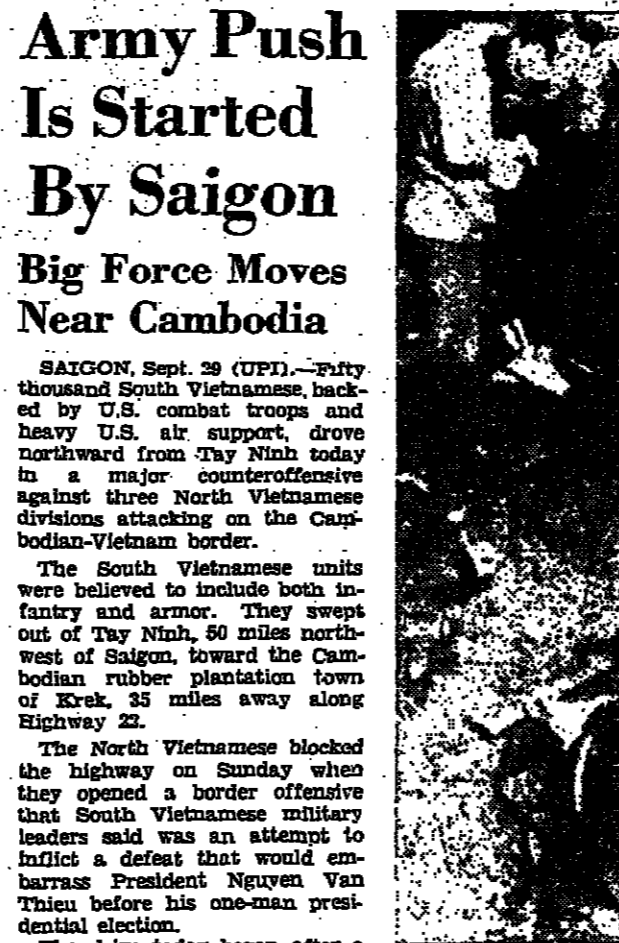 Army Push
Is Started
By Saigon
Big Force Moves
Near Cambodia
SAIGON, Sept. 29 (UPI).—Fifty
thousand South Vietnamese, back-
ed by U.S. combat troops and
heavy U.S. air support, drove
northward from Tay Ninh today
in a major counteroffensive
against three North Vietnamese
divisions attacking on the Cam-
bodian-Vietnam border.
The South Vietnamese units
were believed to include both in-
fantry and armor. They swept
out of Tay Ninh, 50 miles north-
west of Saigon, toward the Cam-
bodian rubber plantation town
of Krek, 35 miles away along
Highway 22.
The North Vietnamese blocked
the highway on Sunday when
they opened a border offensive
that South Vietnamese military
leaders said was an attempt to
inflict a defeat that would em-
barrass President Nguyen Van
Thieu before his one-man presi-
dential election.